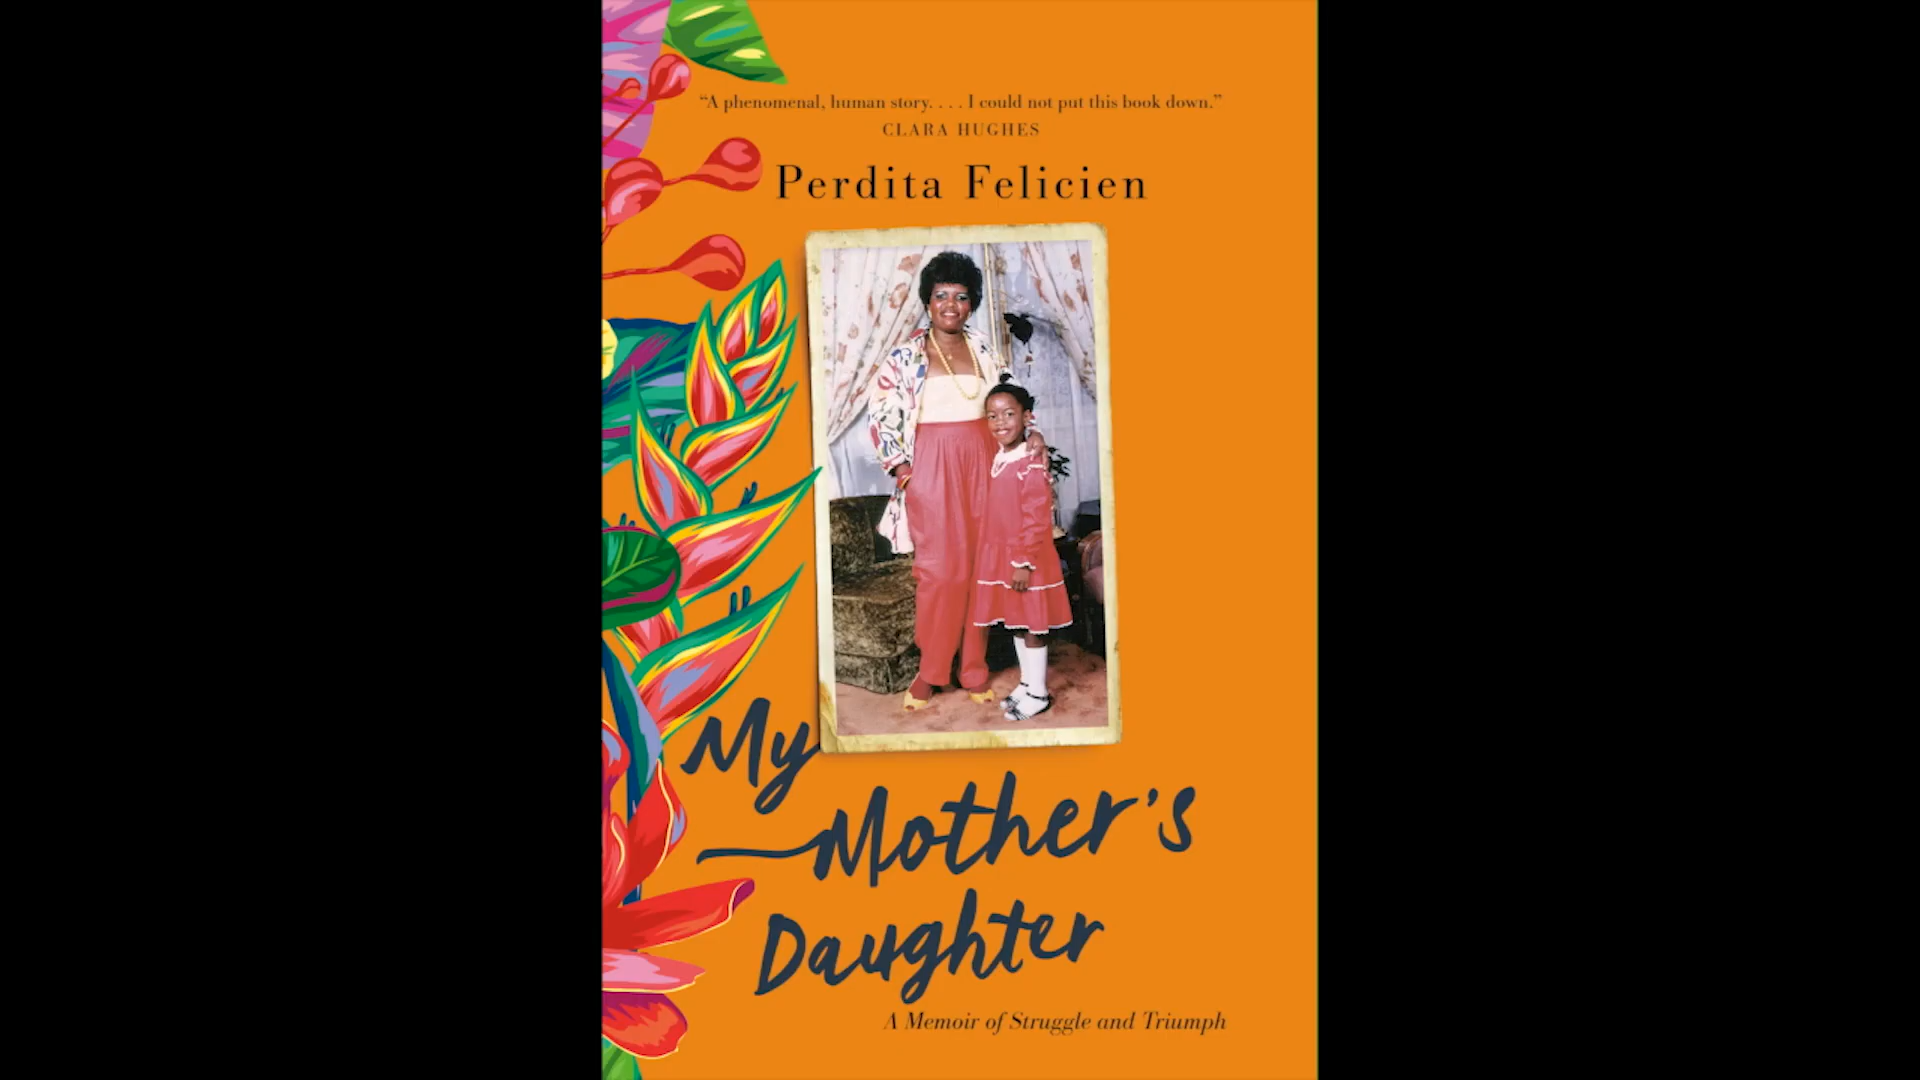 “A phenomenal, human story. . . . I could not put this book down.”
CLARA HUGHES
Perdita Felicien
My
Mother’s
Daughter
A Memoir of Struggle and Triumph